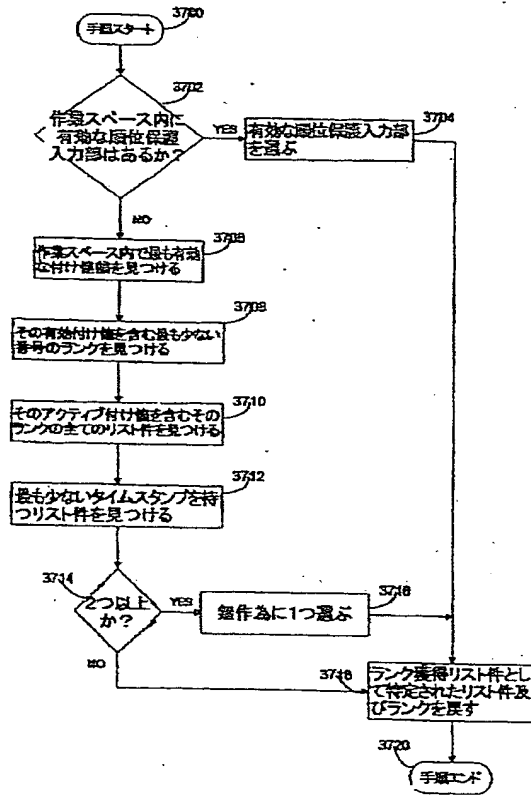 3700
手順スタート
3702
作業スペース内に
有効な順位保護
入力部はあるか？
YES
3704
有効な順位保護入力部
を選ぶ
NO
3706
作業スペース内で最も有効
な付け値額を見つける
3708
その有効付け値を含む最も少ない
番号のランクを見つける
3710
そのアクティブ付け値を含むその
ランクの全てのリスト件を見つける
3712
最も少ないタイムスタンプを持
つリスト件を見つける
3714
2つ以上
か？
YES
3716
無作為に1つ選ぶ
NO
3718
ランク獲得リスト件とし
て特定されたリスト件及
びランクを戻す
3720
手順エンド